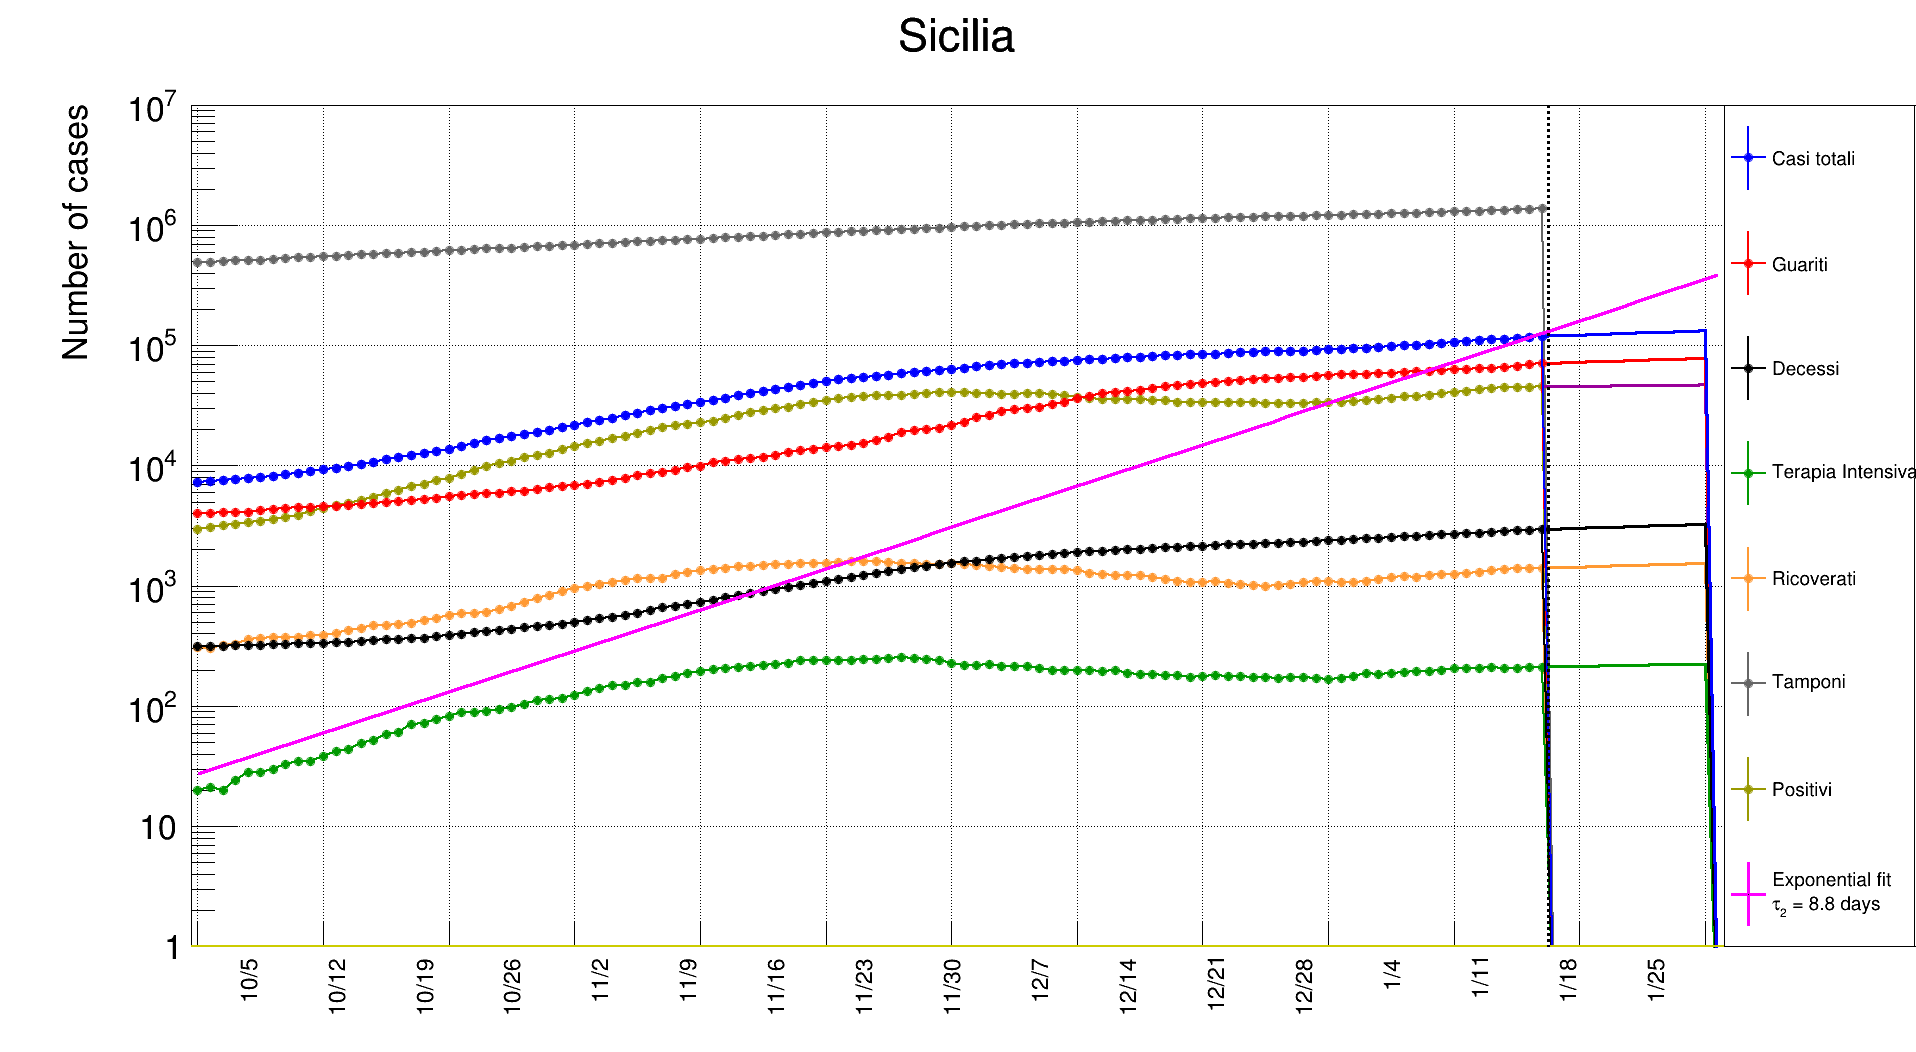 Sicilia
Number of cases
10^7
10^6
10^5
10^4
10^3
10^2
10
1
10/5
10/12
10/19
10/26
11/2
11/9
11/16
11/23
11/30
12/7
12/14
12/21
12/28
1/4
1/11
1/18
1/25
Casi totali
Guariti
Decessi
Terapia Intensiva
Ricoverati
Tamponi
Positivi
Exponential fit
τ₂ = 8.8 days